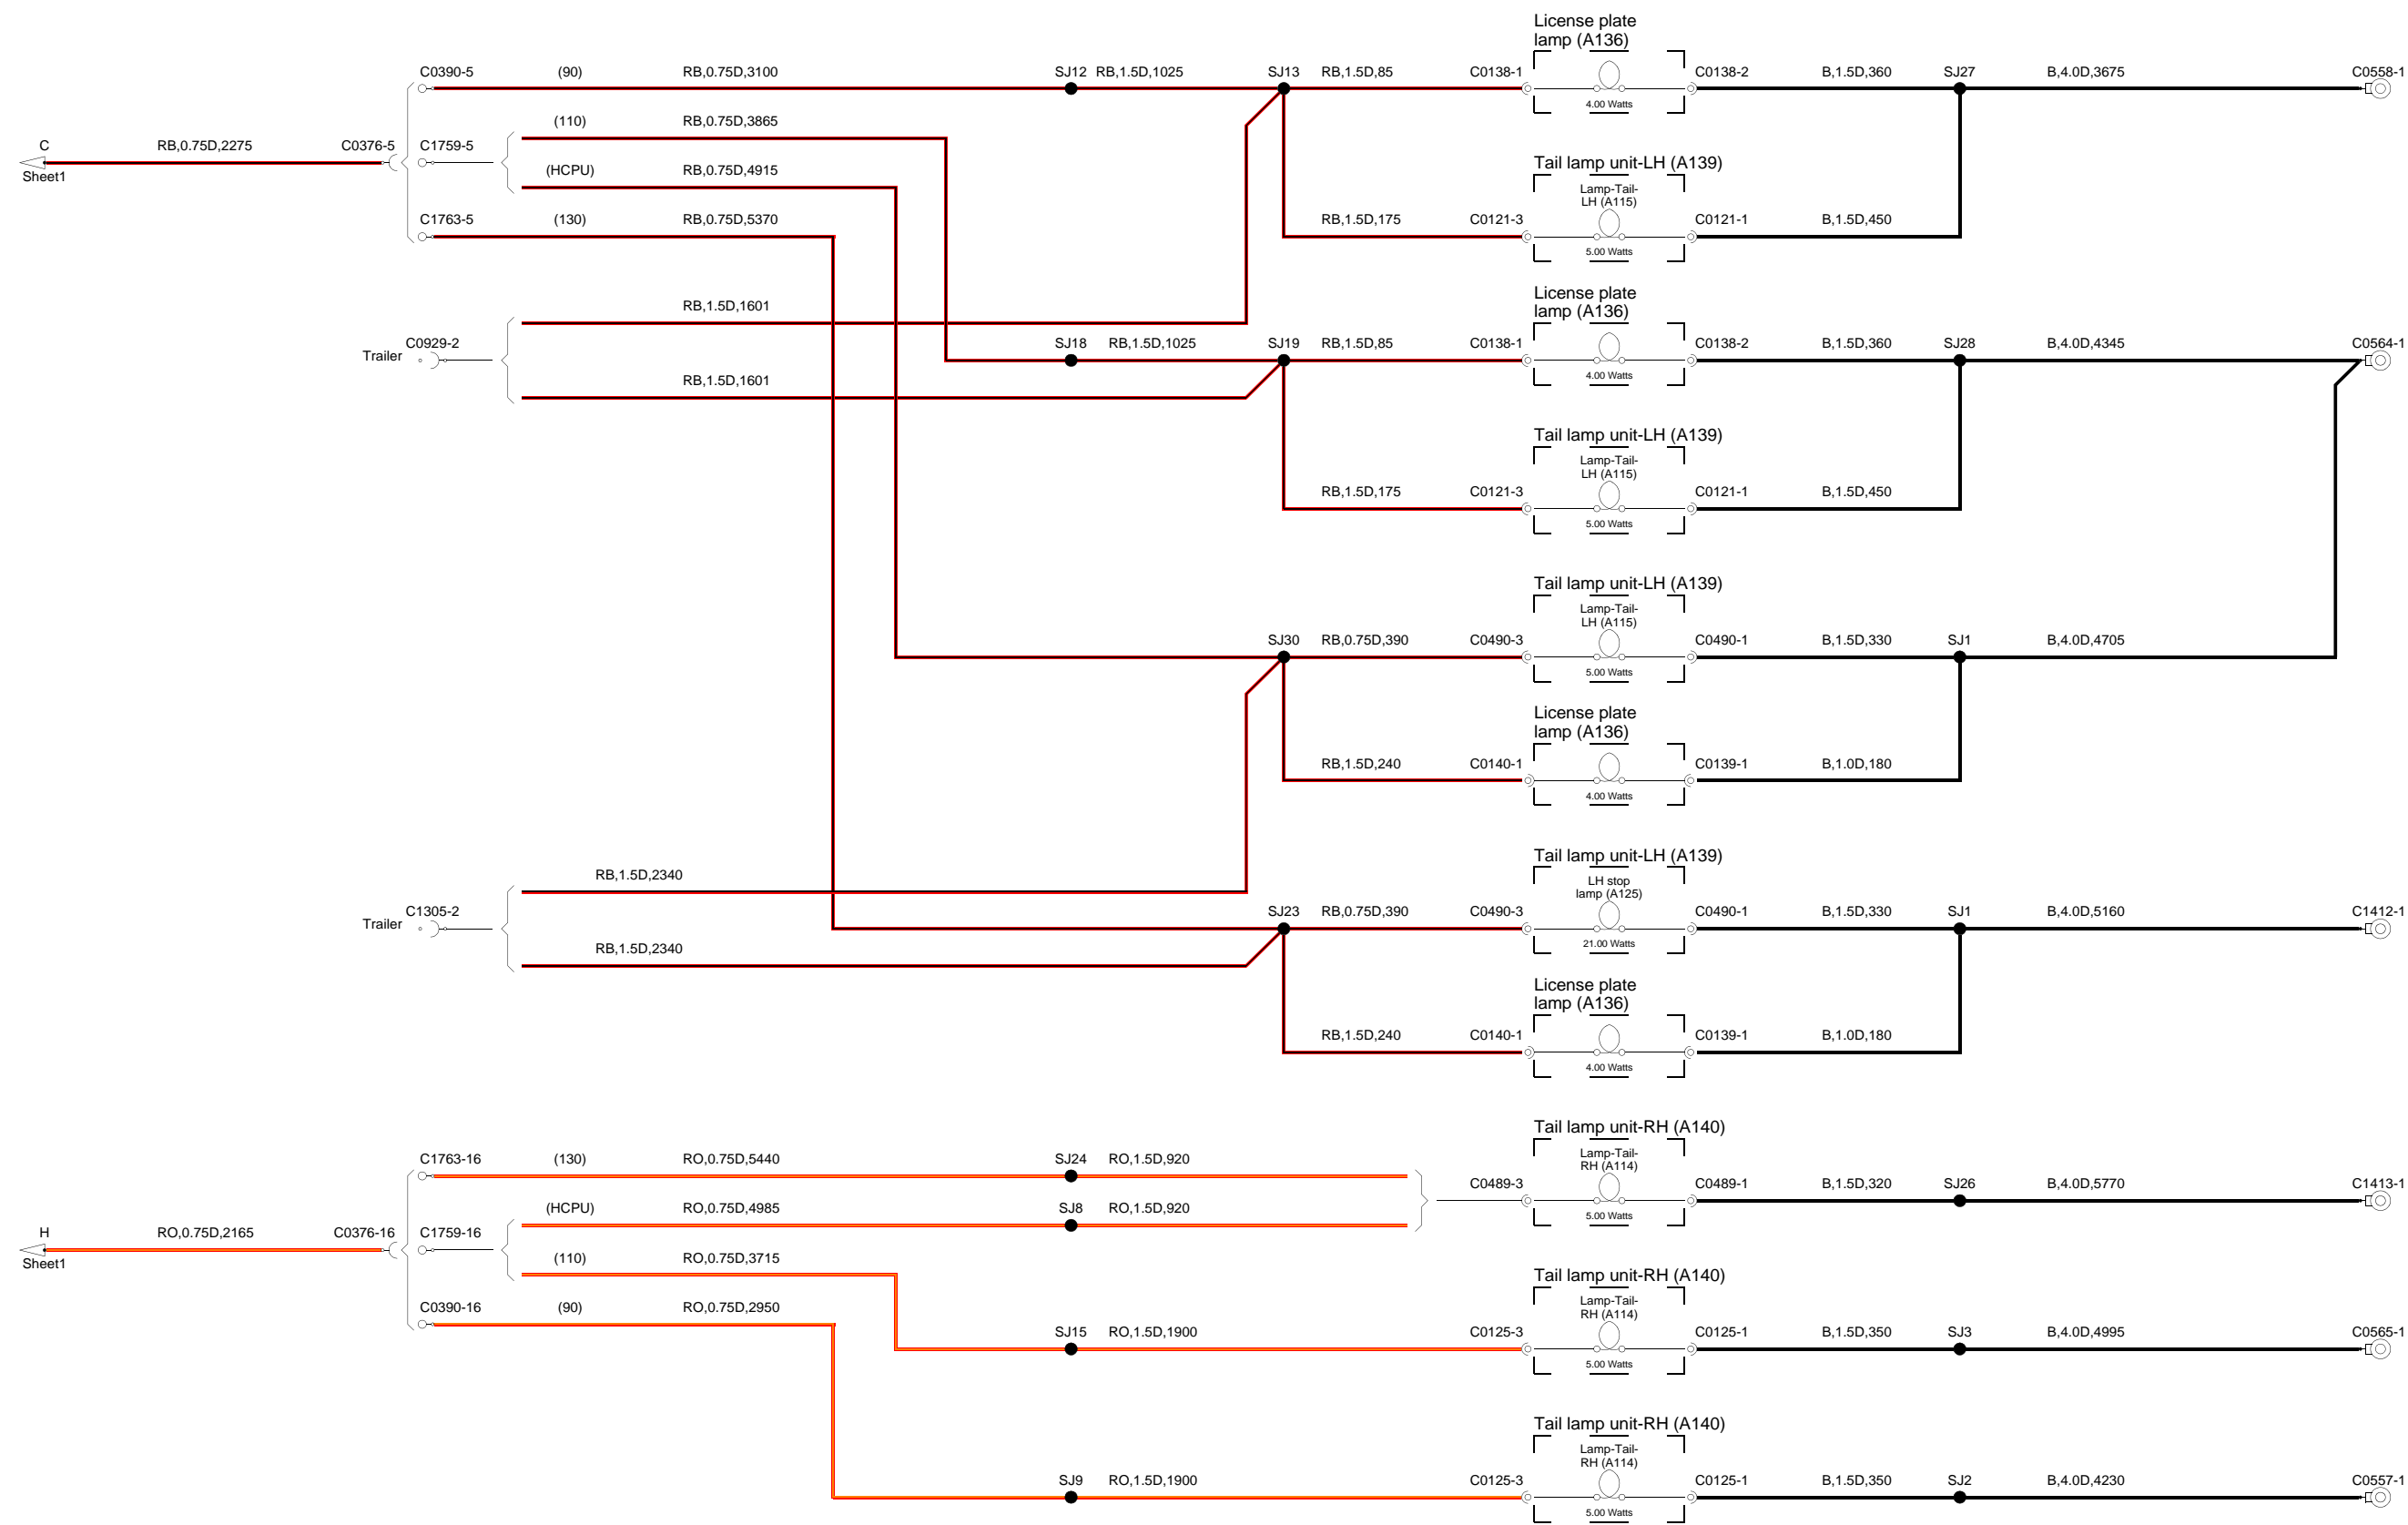 License plate
lamp (A136)
C0390-5 (90) RB,0.75D,3100 SJ12 RB,1.5D,1025 SJ13 RB,1.5D,85 C0138-1 C0138-2 B,1.5D,360 SJ27 B,4.0D,3675 C0558-1
4.00 Watts
(110) RB,0.75D,3865
C RB,0.75D,2275 C0376-5 C1759-5
Sheet1
(HCPU) RB,0.75D,4915
Tail lamp unit-LH (A139)
Lamp-Tail-
LH (A115)
C1763-5 (130) RB,0.75D,5370 RB,1.5D,175 C0121-3 C0121-1 B,1.5D,450
5.00 Watts
RB,1.5D,1601
License plate
lamp (A136)
Trailer C0929-2 SJ18 RB,1.5D,1025 SJ19 RB,1.5D,85 C0138-1 C0138-2 B,1.5D,360 SJ28 B,4.0D,4345 C0564-1
4.00 Watts
RB,1.5D,1601
Tail lamp unit-LH (A139)
Lamp-Tail-
LH (A115)
RB,1.5D,175 C0121-3 C0121-1 B,1.5D,450
5.00 Watts
Tail lamp unit-LH (A139)
Lamp-Tail-
LH (A115)
SJ30 RB,0.75D,390 C0490-3 C0490-1 B,1.5D,330 SJ1 B,4.0D,4705
5.00 Watts
License plate
lamp (A136)
RB,1.5D,240 C0140-1 C0139-1 B,1.0D,180
4.00 Watts
RB,1.5D,2340
Tail lamp unit-LH (A139)
LH stop
lamp (A125)
Trailer C1305-2 SJ23 RB,0.75D,390 C0490-3 C0490-1 B,1.5D,330 SJ1 B,4.0D,5160 C1412-1
21.00 Watts
RB,1.5D,2340
License plate
lamp (A136)
RB,1.5D,240 C0140-1 C0139-1 B,1.0D,180
4.00 Watts
Tail lamp unit-RH (A140)
Lamp-Tail-
RH (A114)
C1763-16 (130) RO,0.75D,5440 SJ24 RO,1.5D,920
C0489-3 C0489-1 B,1.5D,320 SJ26 B,4.0D,5770 C1413-1
5.00 Watts
(HCPU) RO,0.75D,4985 SJ8 RO,1.5D,920
H RO,0.75D,2165 C0376-16 C1759-16
Sheet1
(110) RO,0.75D,3715
Tail lamp unit-RH (A140)
Lamp-Tail-
RH (A114)
C0390-16 (90) RO,0.75D,2950
SJ15 RO,1.5D,1900 C0125-3 C0125-1 B,1.5D,350 SJ3 B,4.0D,4995 C0565-1
5.00 Watts
Tail lamp unit-RH (A140)
Lamp-Tail-
RH (A114)
SJ9 RO,1.5D,1900 C0125-3 C0125-1 B,1.5D,350 SJ2 B,4.0D,4230 C0557-1
5.00 Watts